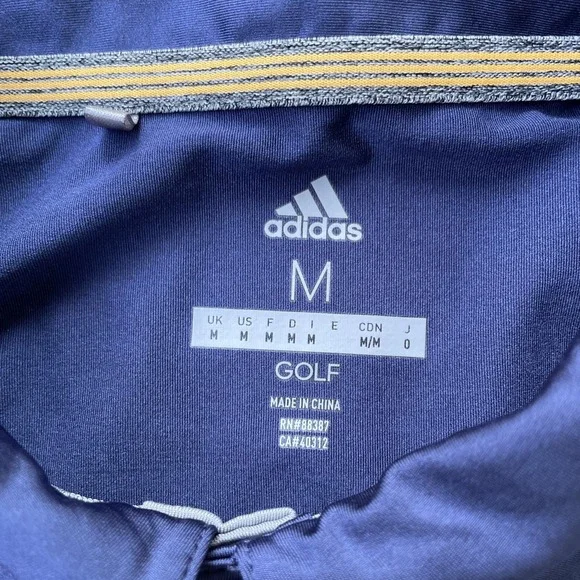 adidas
M
UK US F D I E CDN J
M M M M M M/M O
GOLF
MADE IN CHINA
RN#88387
CA#40312